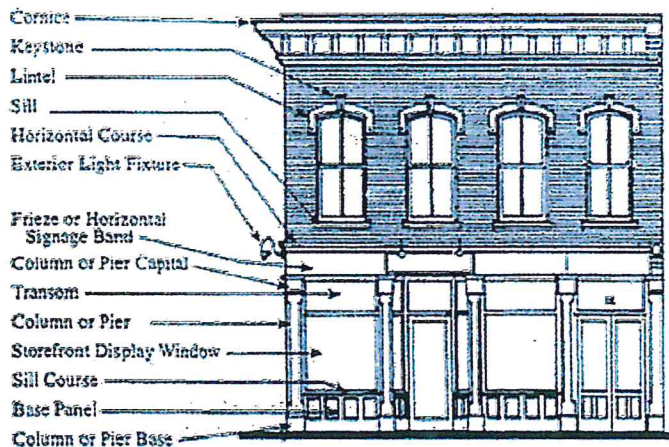 Cornice
Keystone
Lintel
Sill
Horizontal Course
Exterior Light Fixture
Frieze or Horizontal
Signage Band
Column or Pier Capital
Transom
Column or Pier
Storefront Display Window
Sill Course
Base Panel
Column or Pier Base